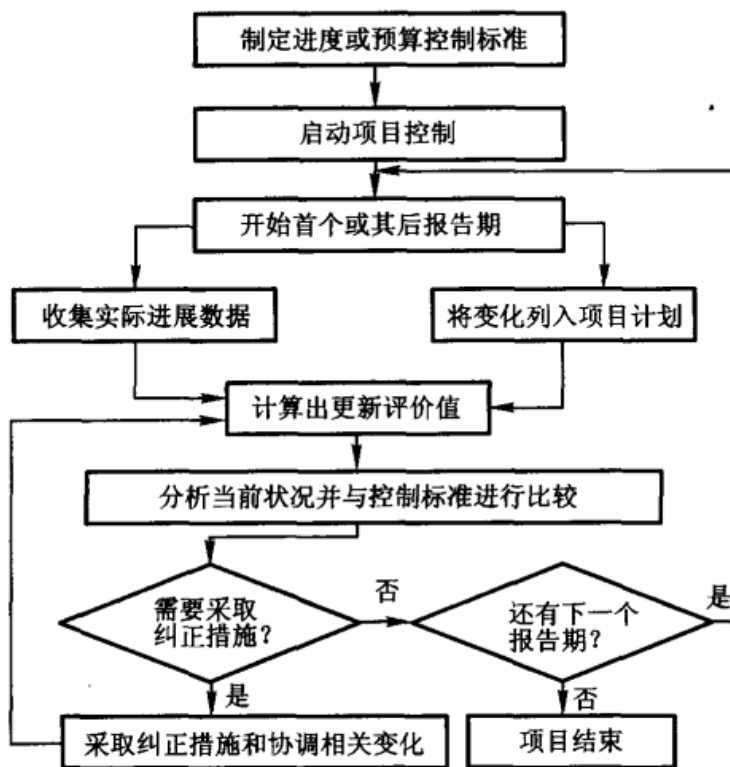 制定进度或预算控制标准
启动项目控制
开始首个或其后报告期
收集实际进展数据
将变化列入项目计划
计算出更新评价值
分析当前状况并与控制标准进行比较
需要采取
纠正措施？
否
还有下一个
报告期？
是
是
否
采取纠正措施和协调相关变化
项目结束